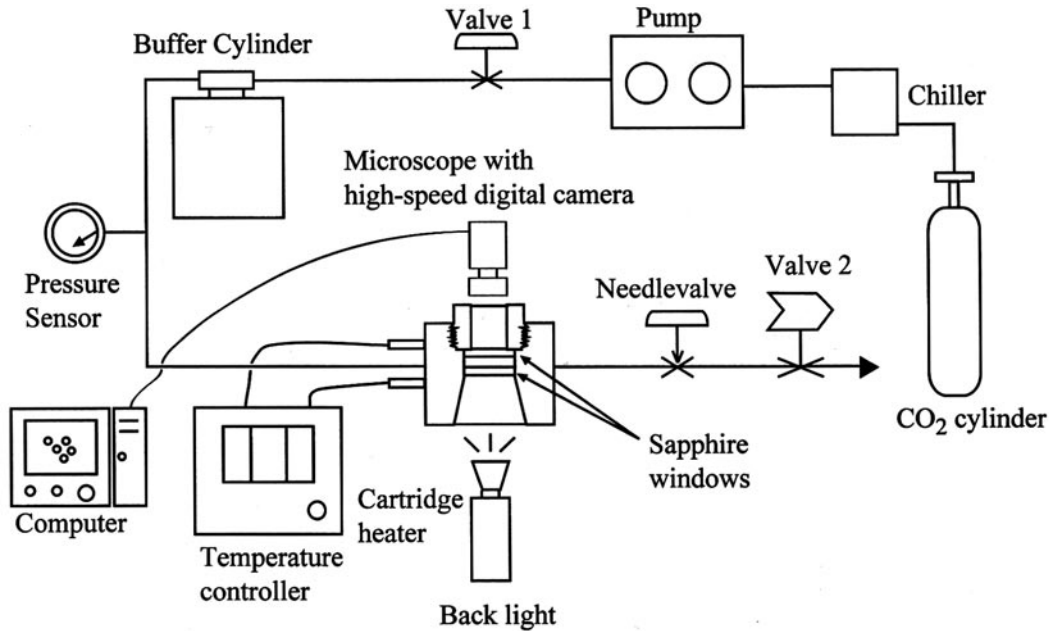 Valve 1
Pump
Buffer Cylinder
Chiller
Microscope with
high-speed digital camera
Pressure
Sensor
Needlevalve
Valve 2
CO2 cylinder
Sapphire
windows
Computer
Cartridge
heater
Temperature
controller
Back light